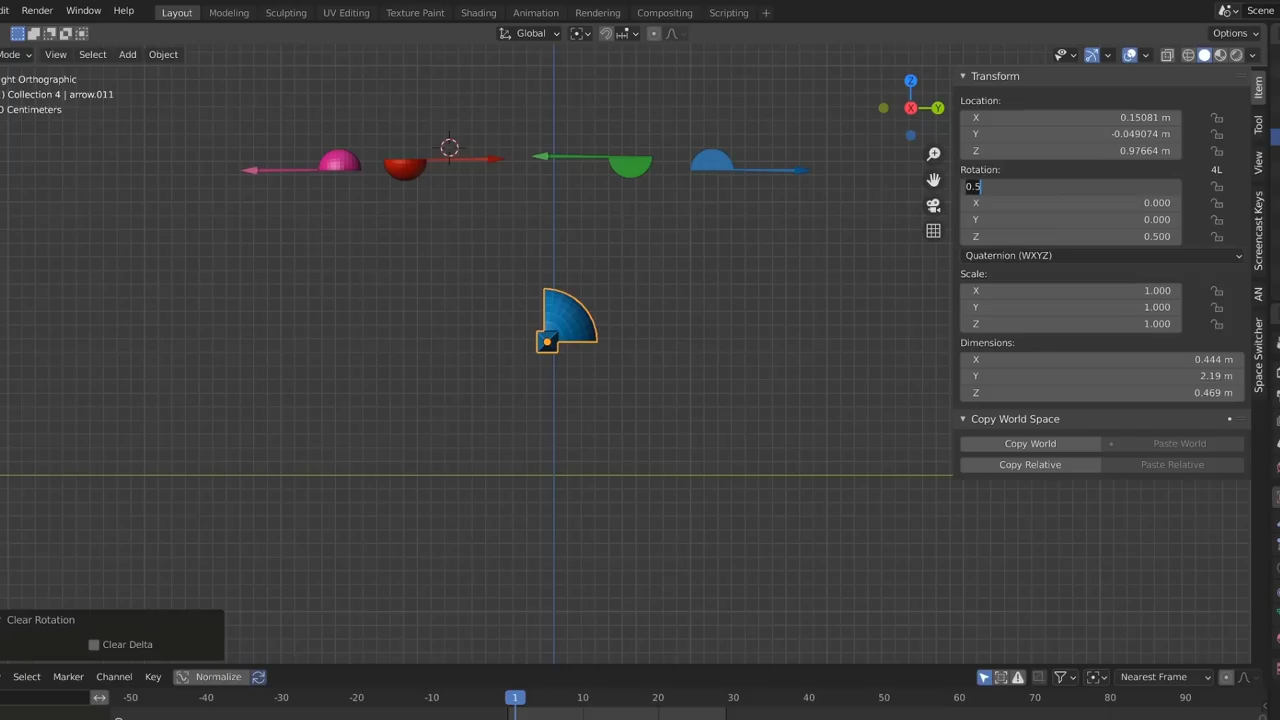 dit Render Window Help Layout Modeling Sculpting UV Editing Texture Paint Shading Animation Rendering Compositing Scripting + Scene
Global Options
Mode View Select Add Object
ght Orthographic
) Collection 4 | arrow.011
0 Centimeters
Z
X
Y
Transform
Location:
X 0.15081 m
Y -0.049074 m
Z 0.97664 m
Rotation: 4L
0.5
X 0.000
Y 0.000
Z 0.500
Quaternion (WXYZ)
Scale:
X 1.000
Y 1.000
Z 1.000
Dimensions:
X 0.444 m
Y 2.19 m
Z 0.469 m
Copy World Space
Copy World Paste World
Copy Relative Paste Relative
Item
Tool
View
Screencast Keys
AN
Space Switcher
Clear Rotation
Clear Delta
Select Marker Channel Key Normalize Nearest Frame
-50 -40 -30 -20 -10 1 10 20 30 40 50 60 70 80 90